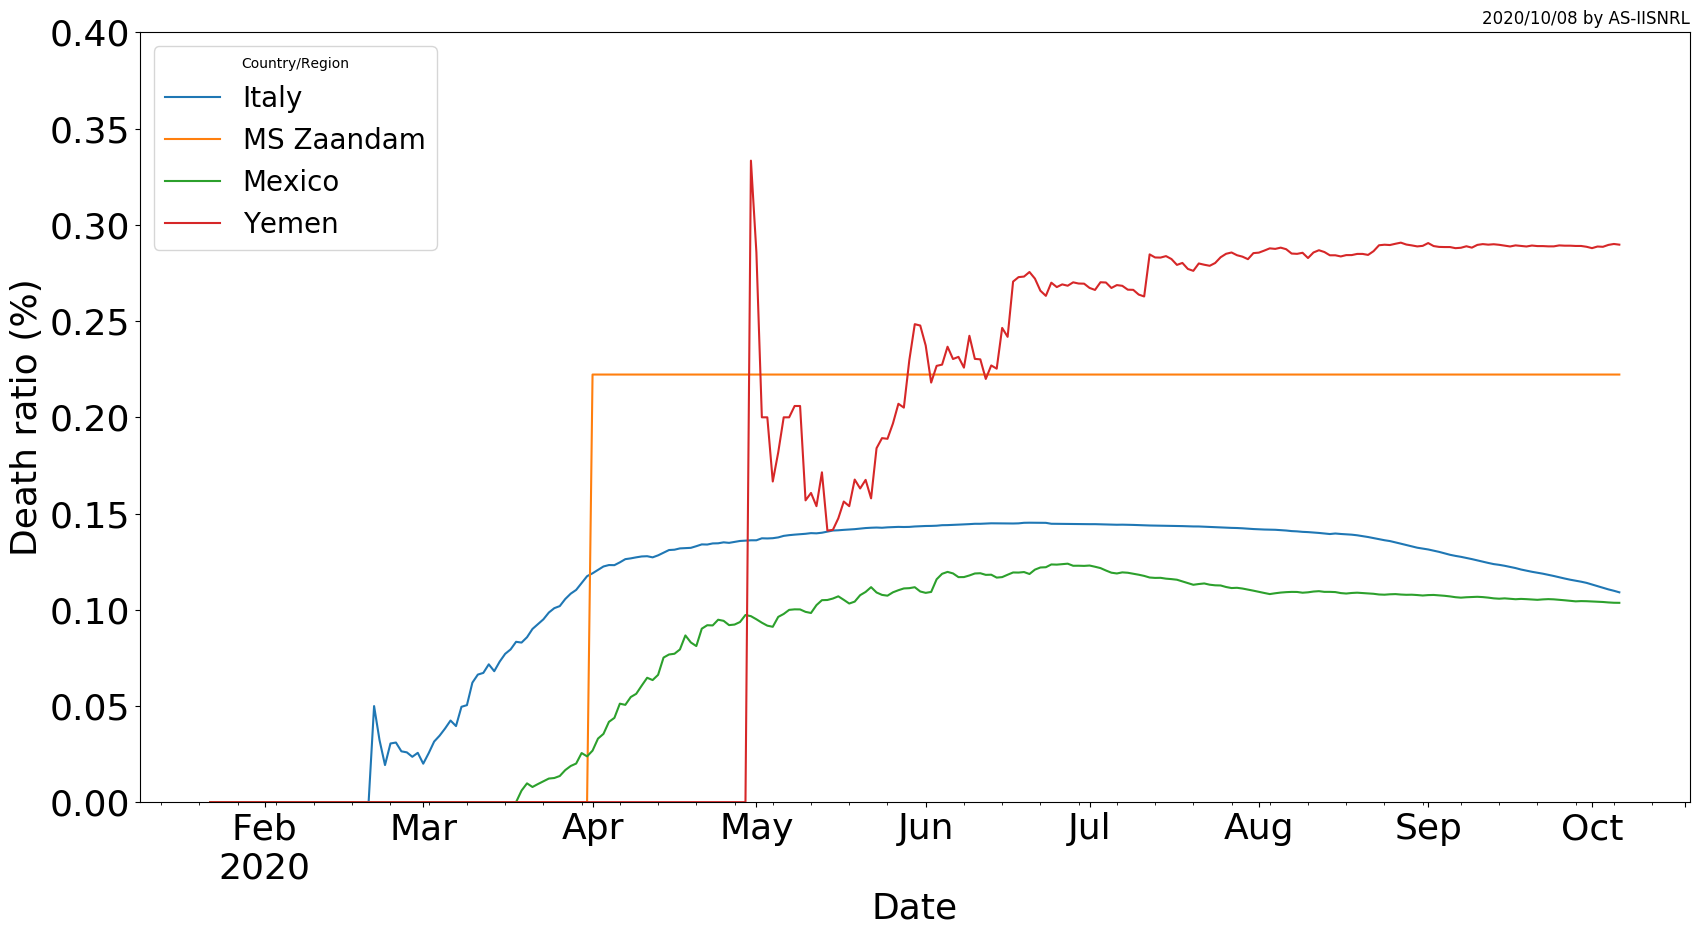 2020/10/08 by AS-IISNRL
Country/Region
Italy
MS Zaandam
Mexico
Yemen
Death ratio (%)
0.40
0.35
0.30
0.25
0.20
0.15
0.10
0.05
0.00
Feb Mar Apr May Jun Jul Aug Sep Oct
2020
Date